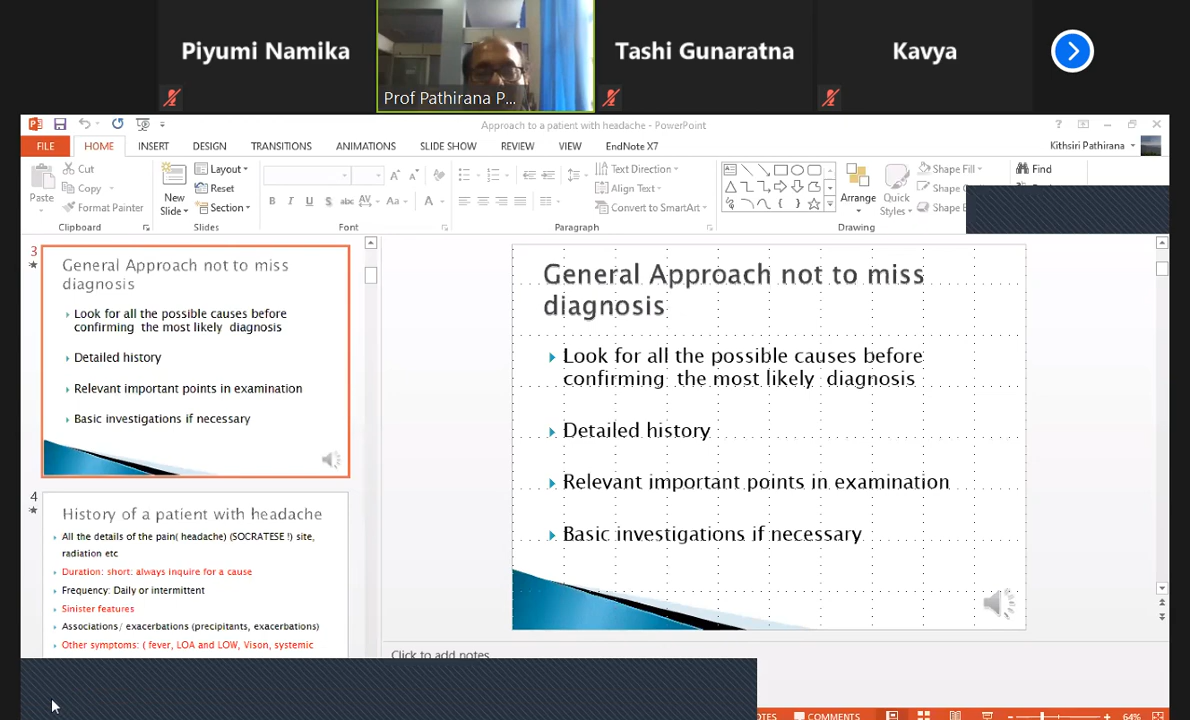 Piyumi Namika
Prof Pathirana P...
Tashi Gunaratna
Kavya
Approach to a patient with headache - PowerPoint
?
FILE HOME INSERT DESIGN TRANSITIONS ANIMATIONS SLIDE SHOW REVIEW VIEW EndNote X7
Kithsiri Pathirana
Paste
Cut
Copy
Format Painter
Clipboard
New
Slide
Layout
Reset
Section
Slides
B I U S abc AV Aa A
Font
Text Direction
Align Text
Convert to SmartArt
Paragraph
Arrange
Quick
Styles
Shape Fill
Shape
Shape E
Drawing
Find
3
General Approach not to miss
diagnosis
Look for all the possible causes before
confirming the most likely diagnosis
Detailed history
Relevant important points in examination
Basic investigations if necessary
4
History of a patient with headache
All the details of the pain( headache) (SOCRATESE !) site,
radiation etc
Duration: short: always inquire for a cause
Frequency: Daily or intermittent
Sinister features
Associations/ exacerbations (precipitants, exacerbations)
Other symptoms: ( fever, LOA and LOW, Vison, systemic
General Approach not to miss
diagnosis
Look for all the possible causes before
confirming the most likely diagnosis
Detailed history
Relevant important points in examination
Basic investigations if necessary
Click to add notes
OTES COMMENTS 64%